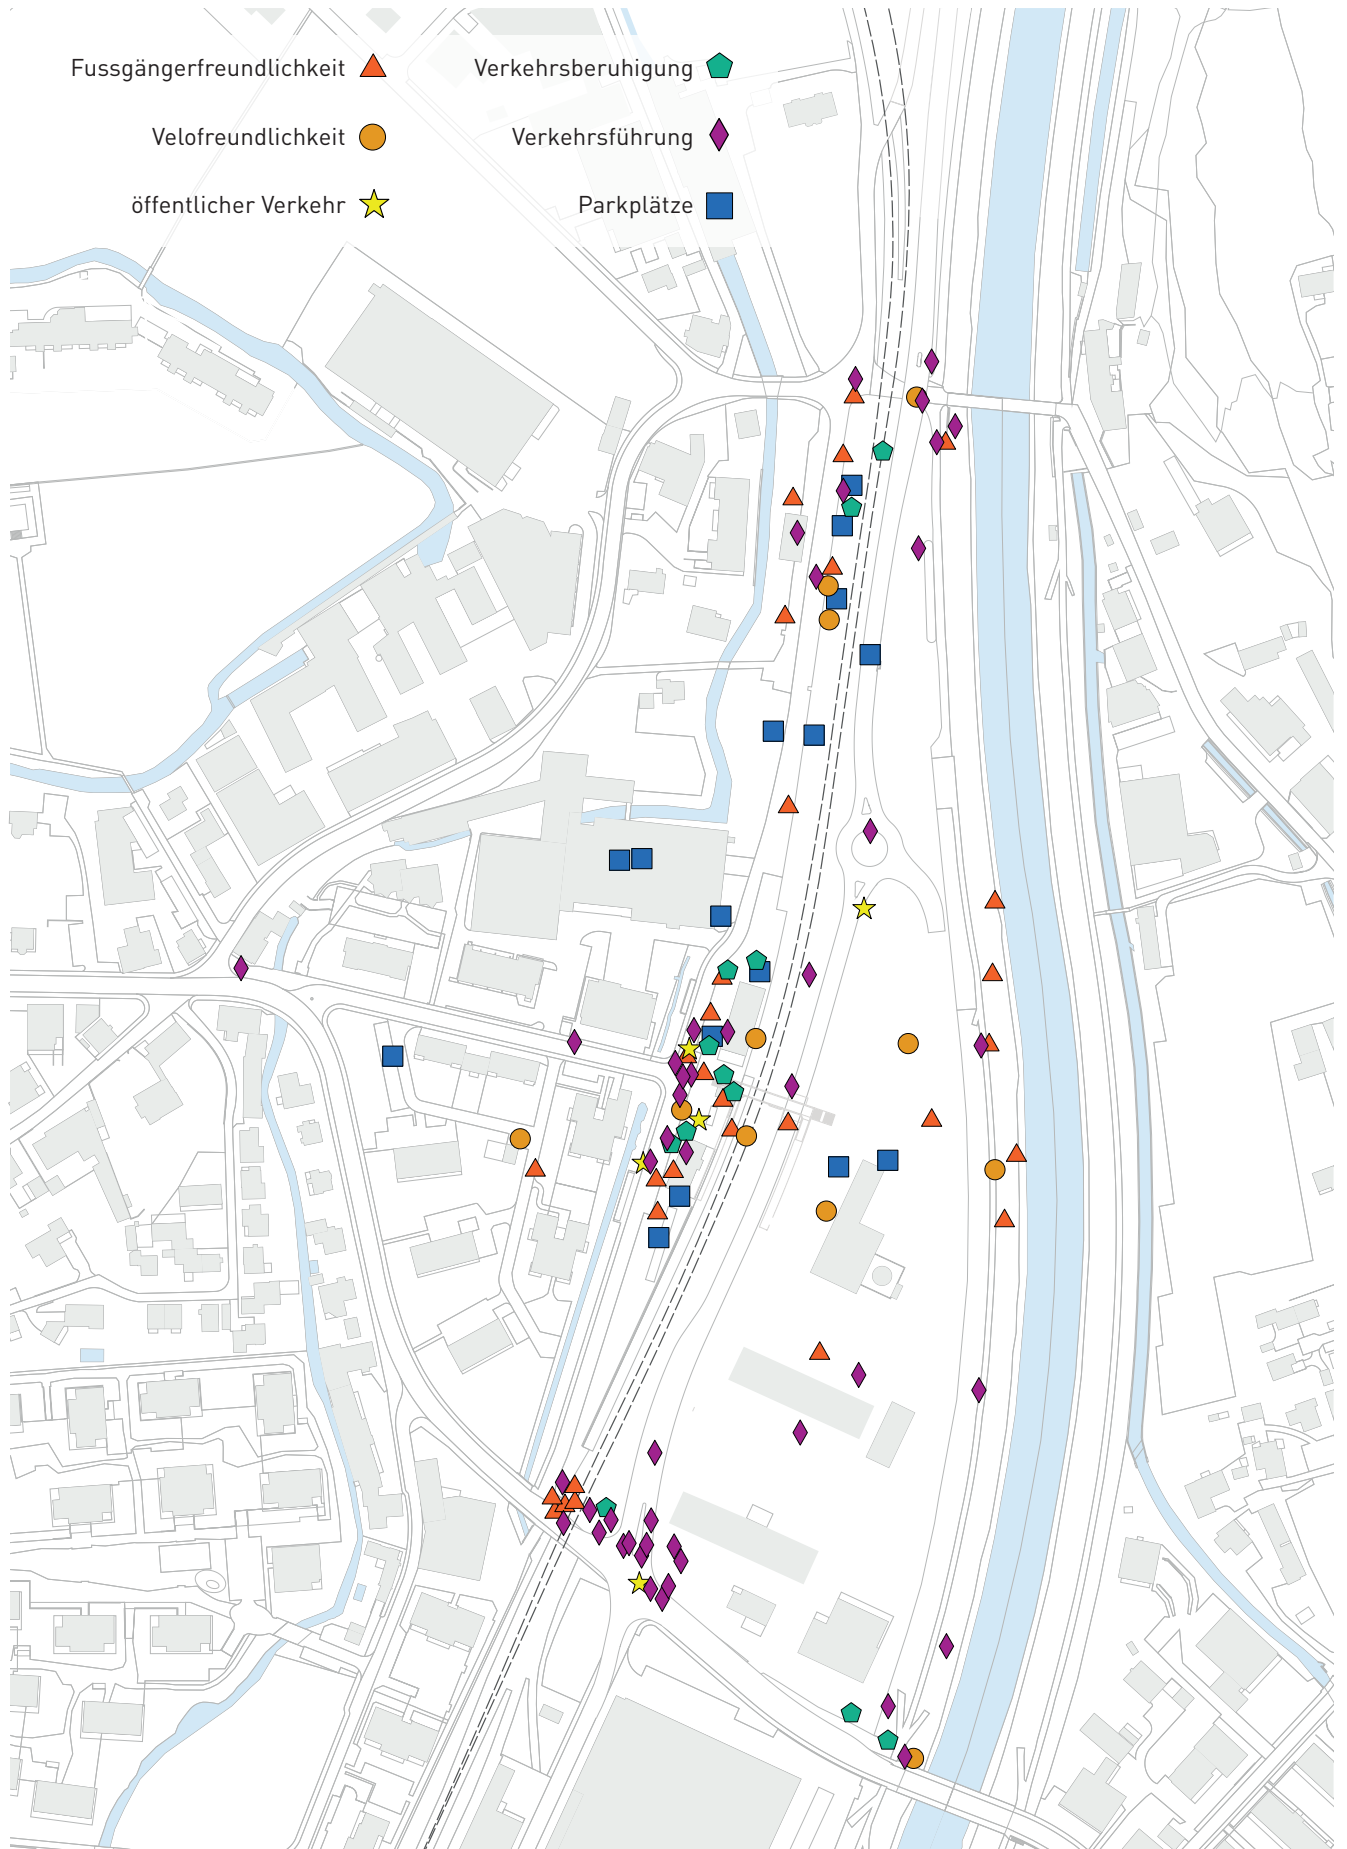 Fussgängerfreundlichkeit
Velofreundlichkeit
öffentlicher Verkehr
Verkehrsberuhigung
Verkehrsführung
Parkplätze